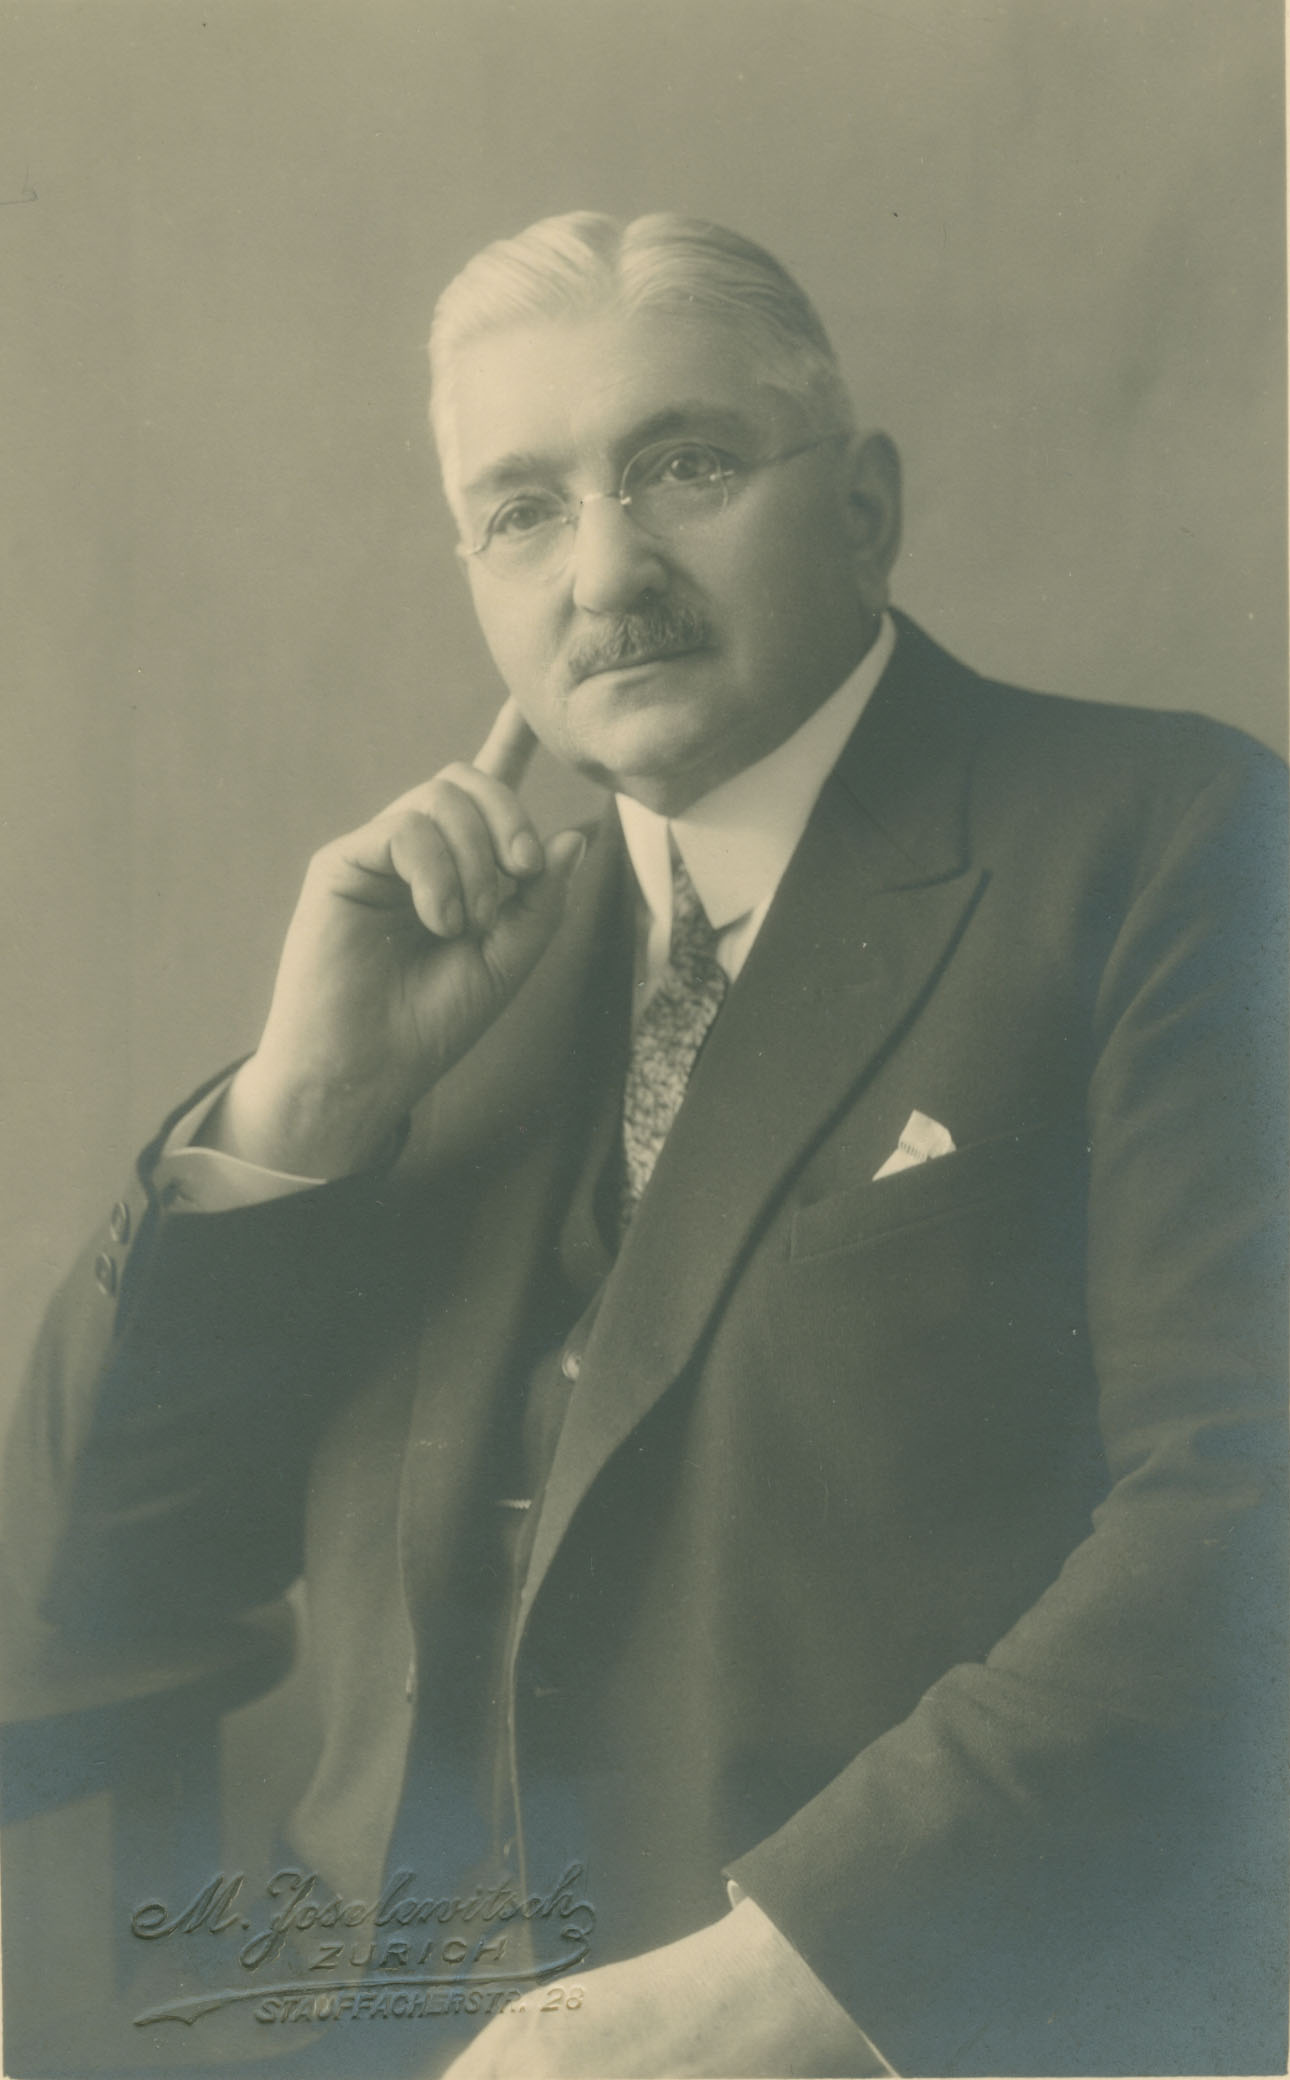 M. Joselewitsch
ZURICH
STAUFFACHERSTR. 28